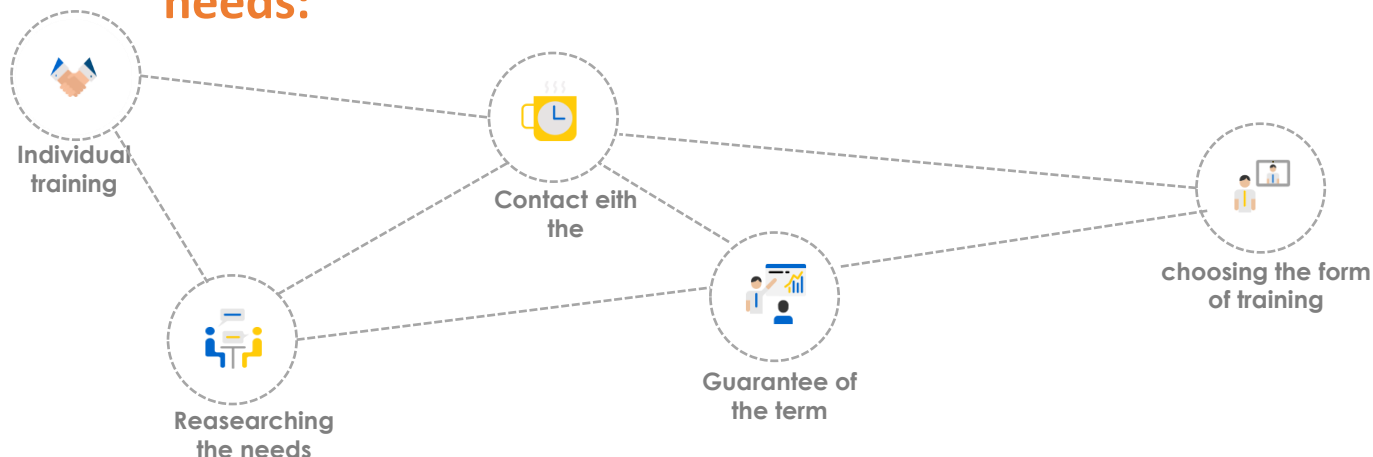 needs:
Individual
training
Contact eith
the
choosing the form
of training
Guarantee of
the term
Reasearching
the needs